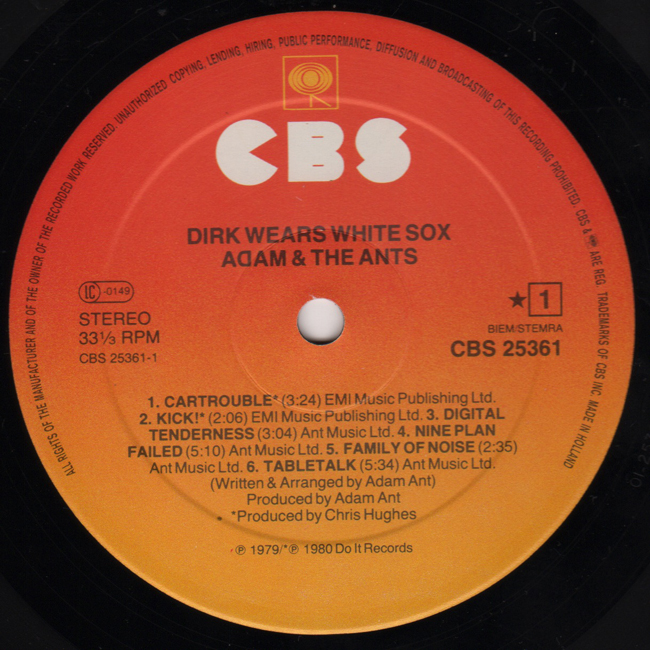 ALL RIGHTS OF THE MANUFACTURER AND OF THE OWNER OF THE RECORDED WORK RESERVED. UNAUTHORIZED COPYING, LENDING, HIRING, PUBLIC PERFORMANCE, DIFFUSION AND BROADCASTING OF THIS RECORDING PROHIBITED. CBS & ARE REG. TRADEMARKS OF CBS INC. MADE IN HOLLAND
CBS
DIRK WEARS WHITE SOX
ADAM & THE ANTS
LC -0149
STEREO
33⅓ RPM
CBS 25361-1
★ 1
BIEM/STEMRA
CBS 25361
1. CARTROUBLE* (3:24) EMI Music Publishing Ltd.
2. KICK!* (2:06) EMI Music Publishing Ltd. 3. DIGITAL
TENDERNESS (3:04) Ant Music Ltd. 4. NINE PLAN
FAILED (5:10) Ant Music Ltd. 5. FAMILY OF NOISE (2:35)
Ant Music Ltd. 6. TABLETALK (5:34) Ant Music Ltd.
(Written & Arranged by Adam Ant)
Produced by Adam Ant
*Produced by Chris Hughes
℗ 1979/*℗ 1980 Do It Records